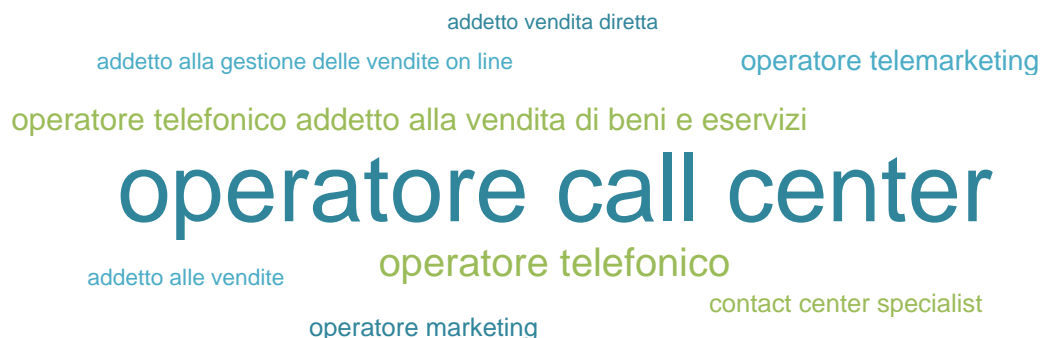 addetto vendita diretta
addetto alla gestione delle vendite on line
operatore telemarketing
operatore telefonico addetto alla vendita di beni e eservizi
operatore call center
operatore telefonico
addetto alle vendite
contact center specialist
operatore marketing